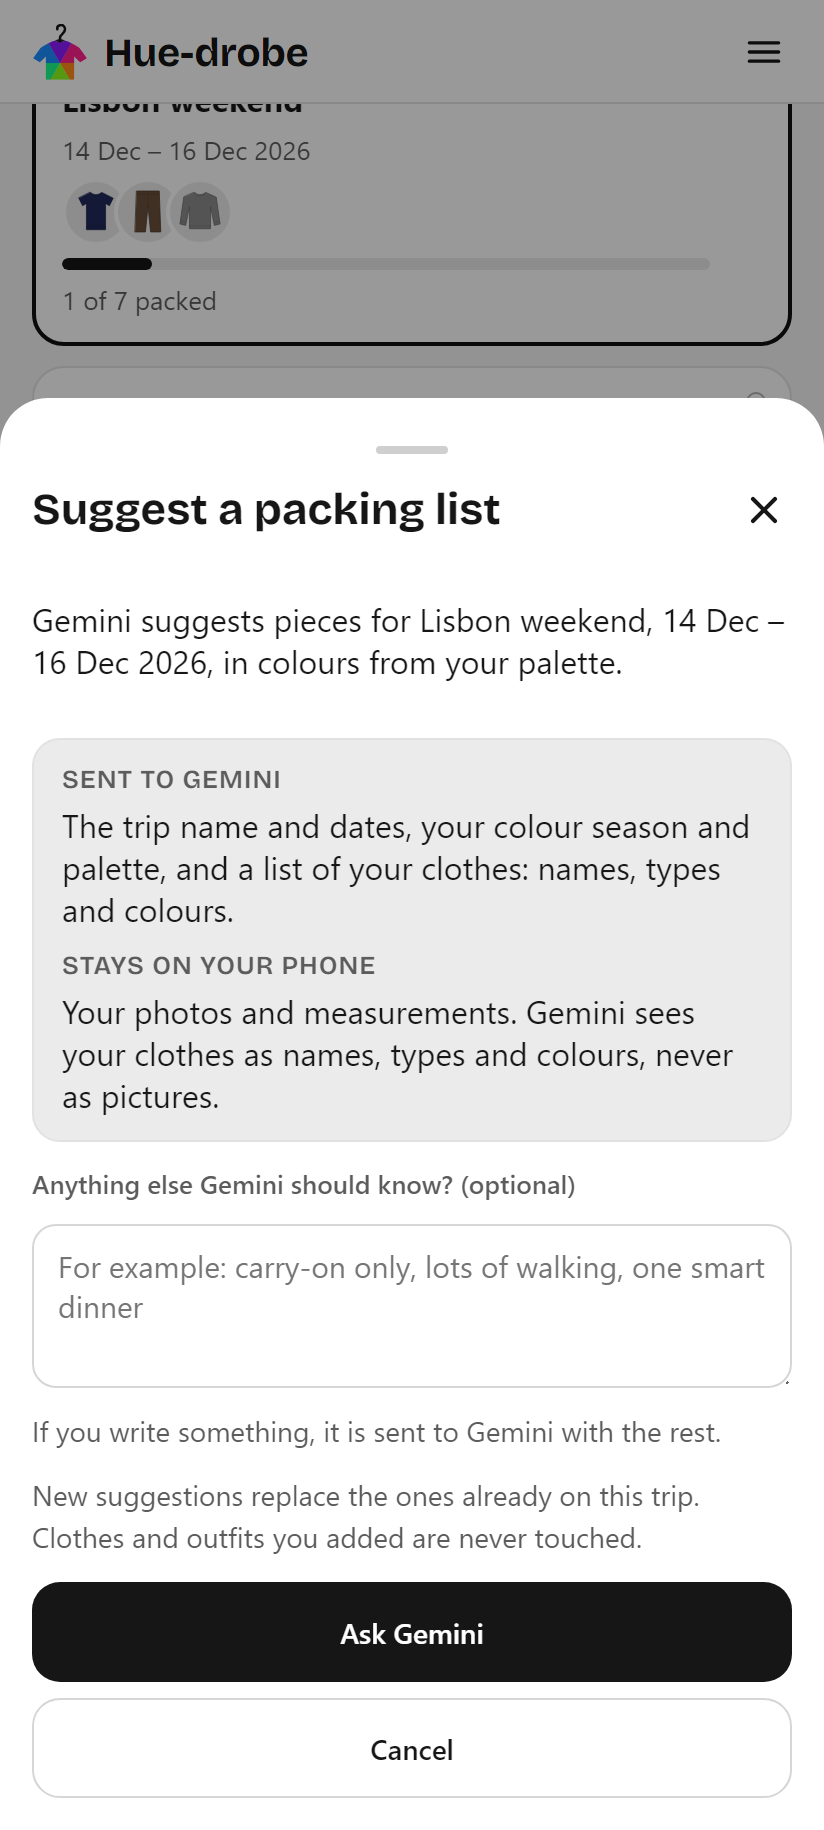 Hue-drobe
Lisbon weekend
14 Dec – 16 Dec 2026
1 of 7 packed
Suggest a packing list
Gemini suggests pieces for Lisbon weekend, 14 Dec –
16 Dec 2026, in colours from your palette.
SENT TO GEMINI
The trip name and dates, your colour season and
palette, and a list of your clothes: names, types
and colours.
STAYS ON YOUR PHONE
Your photos and measurements. Gemini sees
your clothes as names, types and colours, never
as pictures.
Anything else Gemini should know? (optional)
For example: carry-on only, lots of walking, one smart
dinner
If you write something, it is sent to Gemini with the rest.
New suggestions replace the ones already on this trip.
Clothes and outfits you added are never touched.
Ask Gemini
Cancel